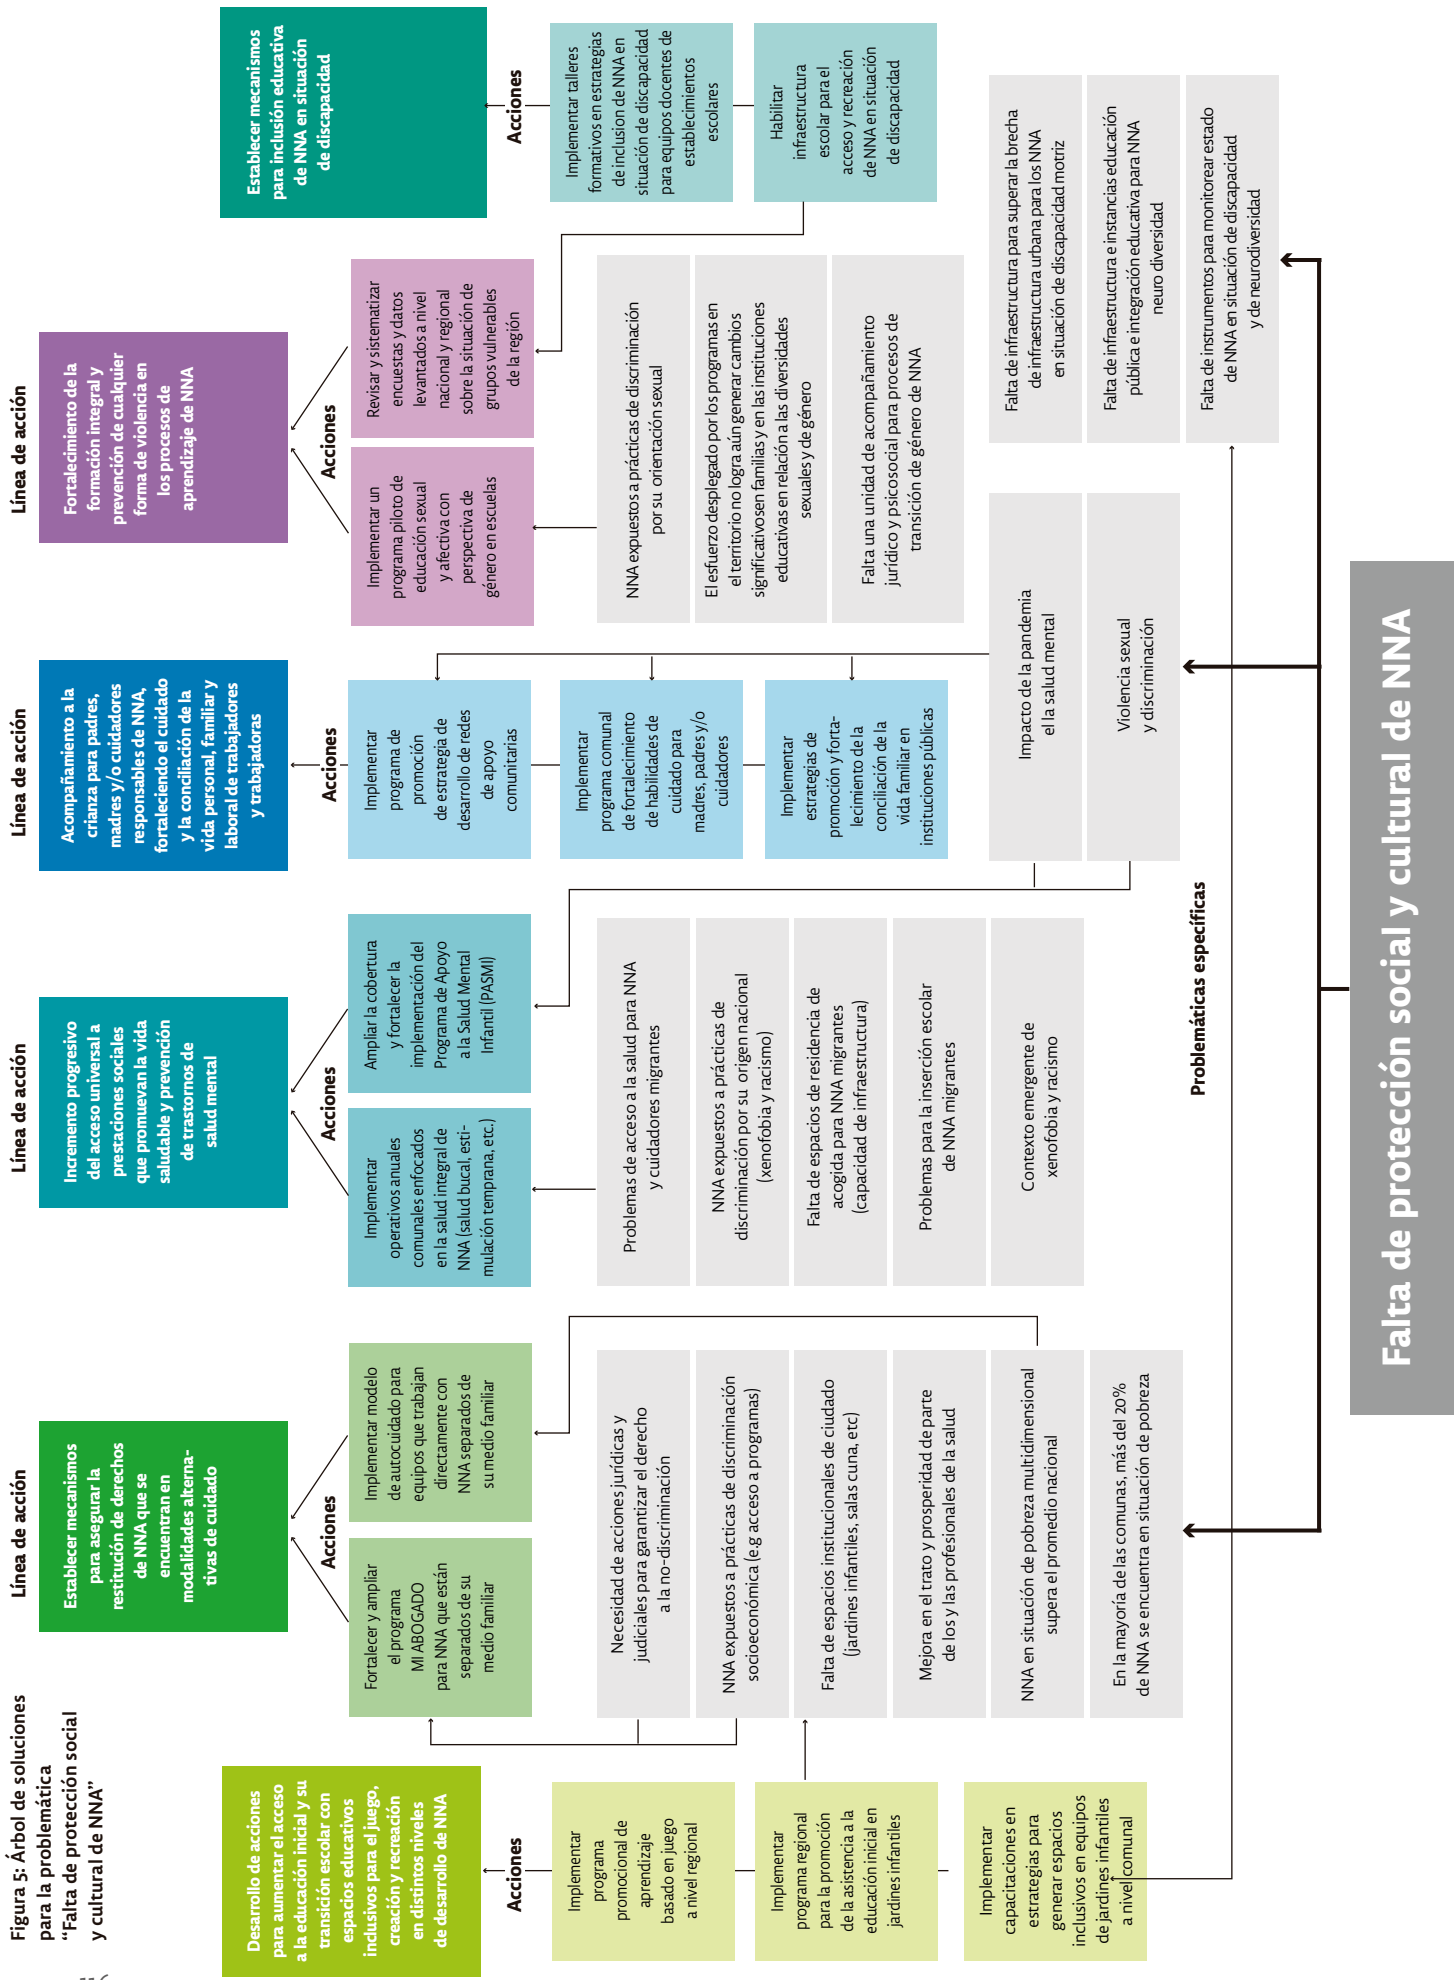 Figura 5: Árbol de soluciones
para la problemática
“Falta de protección social
y cultural de NNA”
Desarrollo de acciones
para aumentar el acceso
a la educación inicial y su
transición escolar con
espacios educativos
inclusivos para el juego,
creación y recreación
en distintos niveles
de desarrollo de NNA
Acciones
Implementar
programa
promocional de
aprendizaje
basado en juego
a nivel regional
Implementar
programa regional
para la promoción
de la asistencia a la
educación inicial en
jardines infantiles
Implementar
capacitaciones en
estrategias para
generar espacios
inclusivos en equipos
de jardines infantiles
a nivel comunal
Línea de acción
Establecer mecanismos
para asegurar la
restitución de derechos
de NNA que se
encuentran en
modalidades alterna-
tivas de cuidado
Acciones
Fortalecer y ampliar
el programa
MI ABOGADO
para NNA que están
separados de su
medio familiar
Implementar modelo
de autocuidado para
equipos que trabajan
directamente con
NNA separados de
su medio familiar
Necesidad de acciones jurídicas y
judiciales para garantizar el derecho
a la no-discriminación
NNA expuestos a prácticas de discriminación
socioeconómica (e.g acceso a programas)
Falta de espacios institucionales de ciudado
(jardines infantiles, salas cuna, etc)
Mejora en el trato y prosperidad de parte
de los y las profesionales de la salud
NNA en situación de pobreza multidimensional
supera el promedio nacional
En la mayoría de las comunas, más del 20%
de NNA se encuentra en situación de pobreza
Línea de acción
Incremento progresivo
del acceso universal a
prestaciones sociales
que promuevan la vida
saludable y prevención
de trastornos de
salud mental
Acciones
Implementar
operativos anuales
comunales enfocados
en la salud integral de
NNA (salud bucal, esti-
mulación temprana, etc.)
Ampliar la cobertura
y fortalecer la
implementación del
Programa de Apoyo
a la Salud Mental
Infantil (PASMI)
Problemas de acceso a la salud para NNA
y cuidadores migrantes
NNA expuestos a prácticas de
discriminación por su origen nacional
(xenofobia y racismo)
Falta de espacios de residencia de
acogida para NNA migrantes
(capacidad de infraestructura)
Problemas para la inserción escolar
de NNA migrantes
Contexto emergente de
xenofobia y racismo
Línea de acción
Acompañamiento a la
crianza para padres,
madres y/o cuidadores
responsables de NNA,
fortaleciendo el cuidado
y la conciliación de la
vida personal, familiar y
laboral de trabajadores
y trabajadoras
Acciones
Implementar
programa de
promoción
de estrategia de
desarrollo de redes
de apoyo
comunitarias
Implementar
programa comunal
de fortalecimiento
de habilidades de
cuidado para
madres, padres y/o
cuidadores
Implementar
estrategias de
promoción y forta-
lecimiento de la
conciliación de la
vida familiar en
instituciones públicas
Impacto de la pandemia
el la salud mental
Violencia sexual
y discriminación
Línea de acción
Fortalecimiento de la
formación integral y
prevención de cualquier
forma de violencia en
los procesos de
aprendizaje de NNA
Acciones
Implementar un
programa piloto de
educación sexual
y afectiva con
perspectiva de
género en escuelas
Revisar y sistematizar
encuestas y datos
levantados a nivel
nacional y regional
sobre la situación de
grupos vulnerables
de la región
NNA expuestos a prácticas de discriminación
por su orientación sexual
El esfuerzo desplegado por los programas en
el territorio no logra aún generar cambios
significativosen familias y en las instituciones
educativas en relación a las diversidades
sexuales y de género
Falta una unidad de acompañamiento
jurídico y psicosocial para procesos de
transición de género de NNA
Establecer mecanismos
para inclusión educativa
de NNA en situación
de discapacidad
Acciones
Implementar talleres
formativos en estrategias
de inclusion de NNA en
situación de discapacidad
para equipos docentes de
establecimientos
escolares
Habilitar
infraestructura
escolar para el
acceso y recreación
de NNA en situación
de discapacidad
Falta de infraestructura para superar la brecha
de infraestructura urbana para los NNA
en situación de discapacidad motriz
Falta de infraestructura e instancias educación
pública e integración educativa para NNA
neuro diversidad
Falta de instrumentos para monitorear estado
de NNA en situación de discapacidad
y de neurodiversidad
Problemáticas específicas
Falta de protección social y cultural de NNA